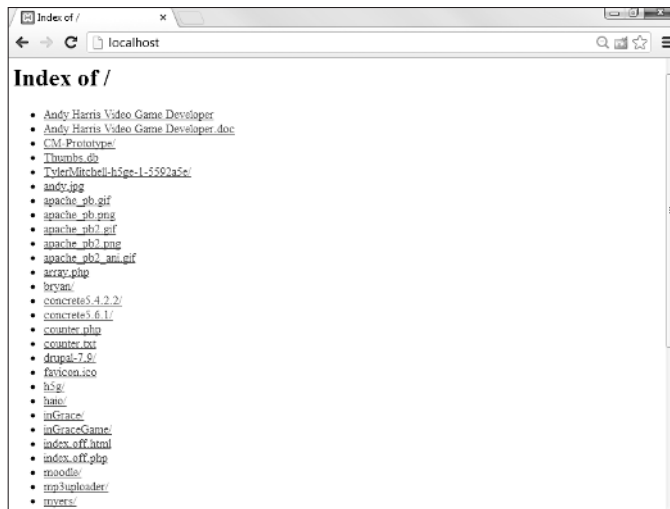 Index of /
localhost
Index of /
Andy Harris Video Game Developer
Andy Harris Video Game Developer.doc
CM-Prototype/
Thumbs.db
TylerMitchell-h5ge-1-5592a5e/
andy.jpg
apache_pb.gif
apache_pb.png
apache_pb2.gif
apache_pb2.png
apache_pb2_ani.gif
array.php
bryan/
concrete5.4.2.2/
concrete5.6.1/
counter.php
counter.txt
drupal-7.9/
favicon.ico
h5g/
haio/
inGrace/
inGraceGame/
index.off.html
index.off.php
moodle/
mp3uploader/
myers/